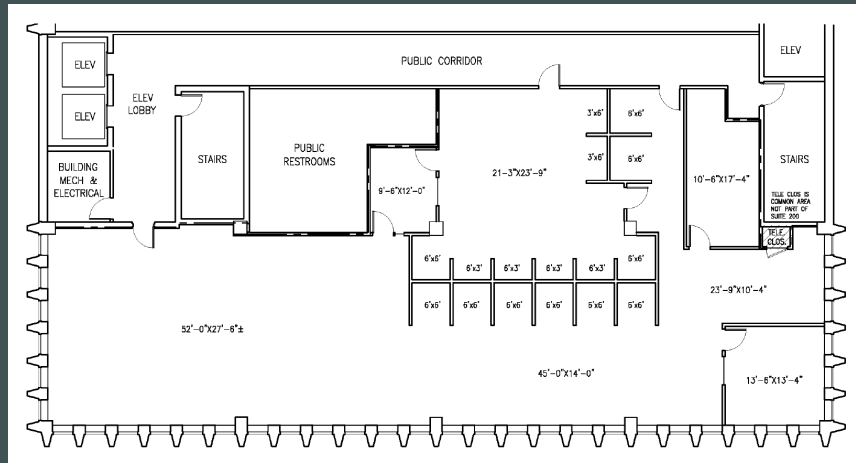 ELEV
PUBLIC CORRIDOR
ELEV
ELEV
LOBBY
ELEV
3'x6'
6'x6'
PUBLIC
RESTROOMS
STAIRS
21'-3"X23'-9"
3'x6'
6'x6'
STAIRS
BUILDING
MECH &
ELECTRICAL
9'-6"X12'-0"
10'-6"X17'-4"
TELE CLOS IS
COMMON AREA
NOT PART OF
SUITE 200
TELE
CLOS.
6'x6'
6'x3'
6'x3'
6'x3'
6'x3'
6'x6'
23'-9"X10'-4"
6'x6'
6'x6'
6'x6'
6'x6'
6'x6'
6'x6'
52'-0"X27'-6"±
45'-0"X14'-0"
13'-6"X13'-4"